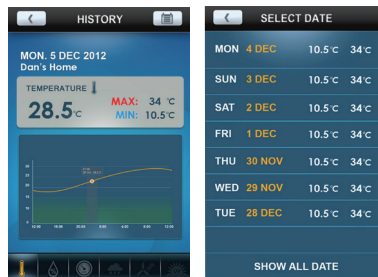 HISTORY
MON. 5 DEC 2012
Dan's Home
TEMPERATURE
28.5°C
MAX: 34 °C
MIN: 10.5°C
SELECT DATE
MON 4 DEC 10.5°C 34°C
SUN 3 DEC 10.5°C 34°C
SAT 2 DEC 10.5°C 34°C
FRI 1 DEC 10.5°C 34°C
THU 30 NOV 10.5°C 34°C
WED 29 NOV 10.5°C 34°C
TUE 28 DEC 10.5°C 34°C
SHOW ALL DATE